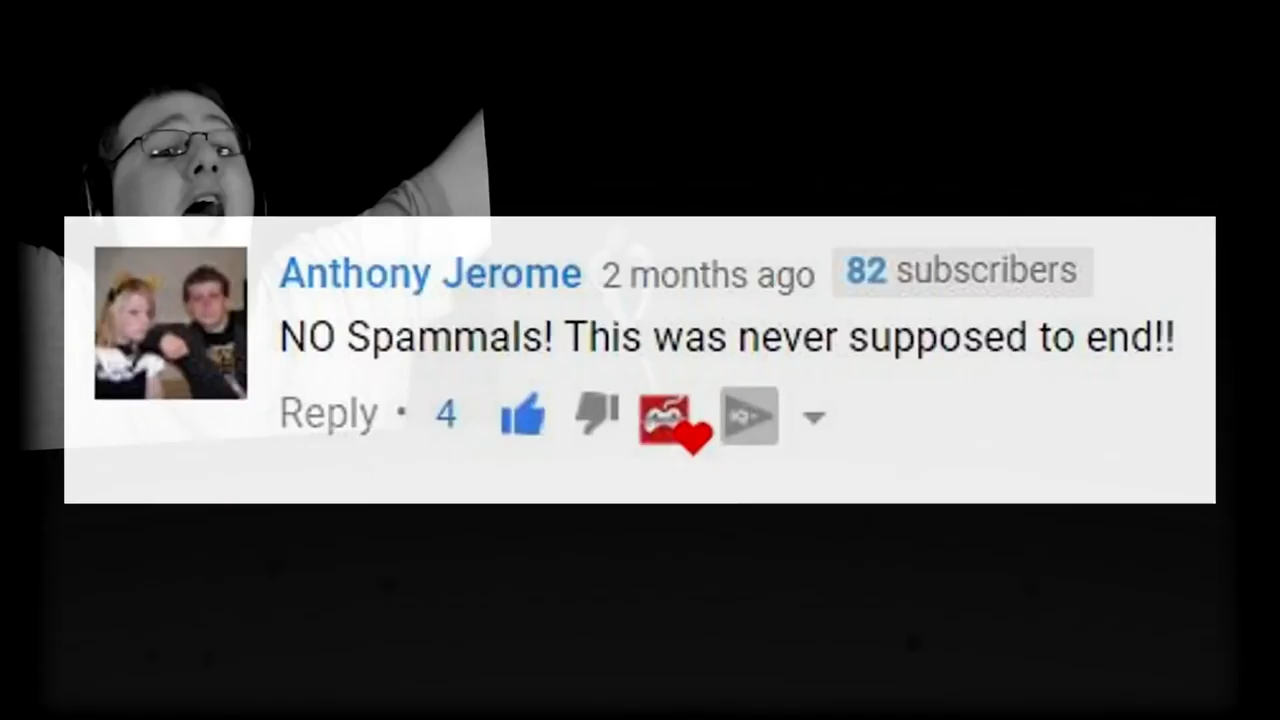 Anthony Jerome 2 months ago 82 subscribers
NO Spammals! This was never supposed to end!!
Reply • 4